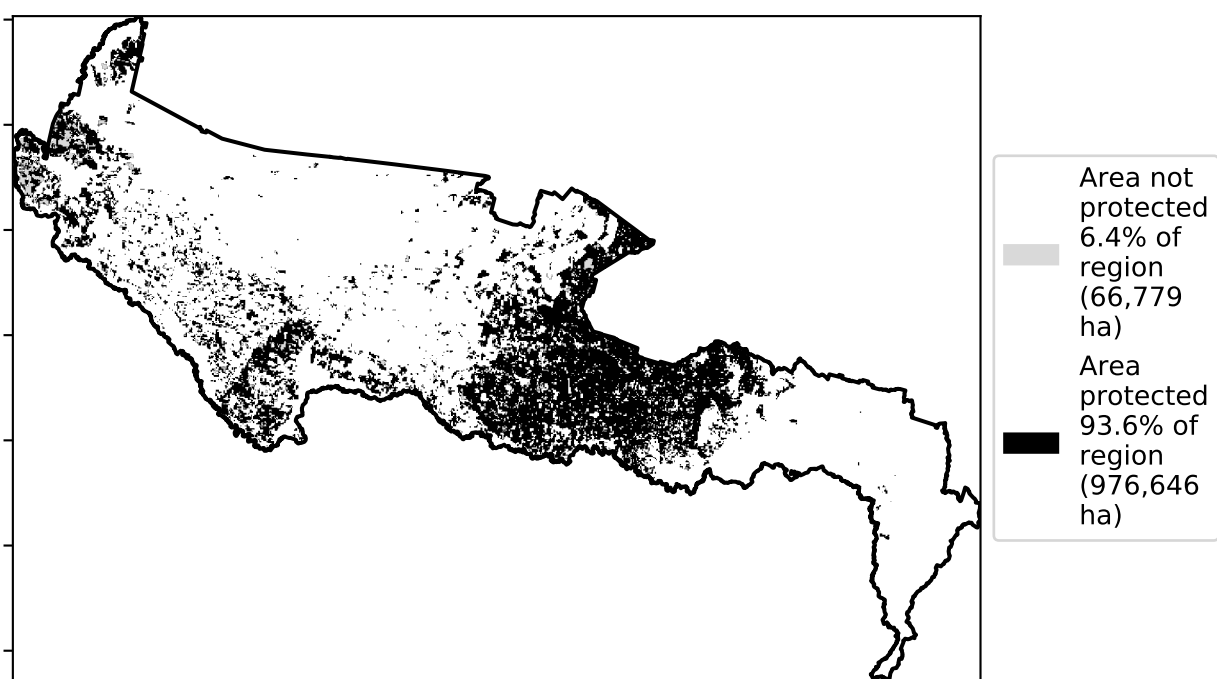 Area not
protected
6.4% of
region
(66,779
ha)
Area
protected
93.6% of
region
(976,646
ha)